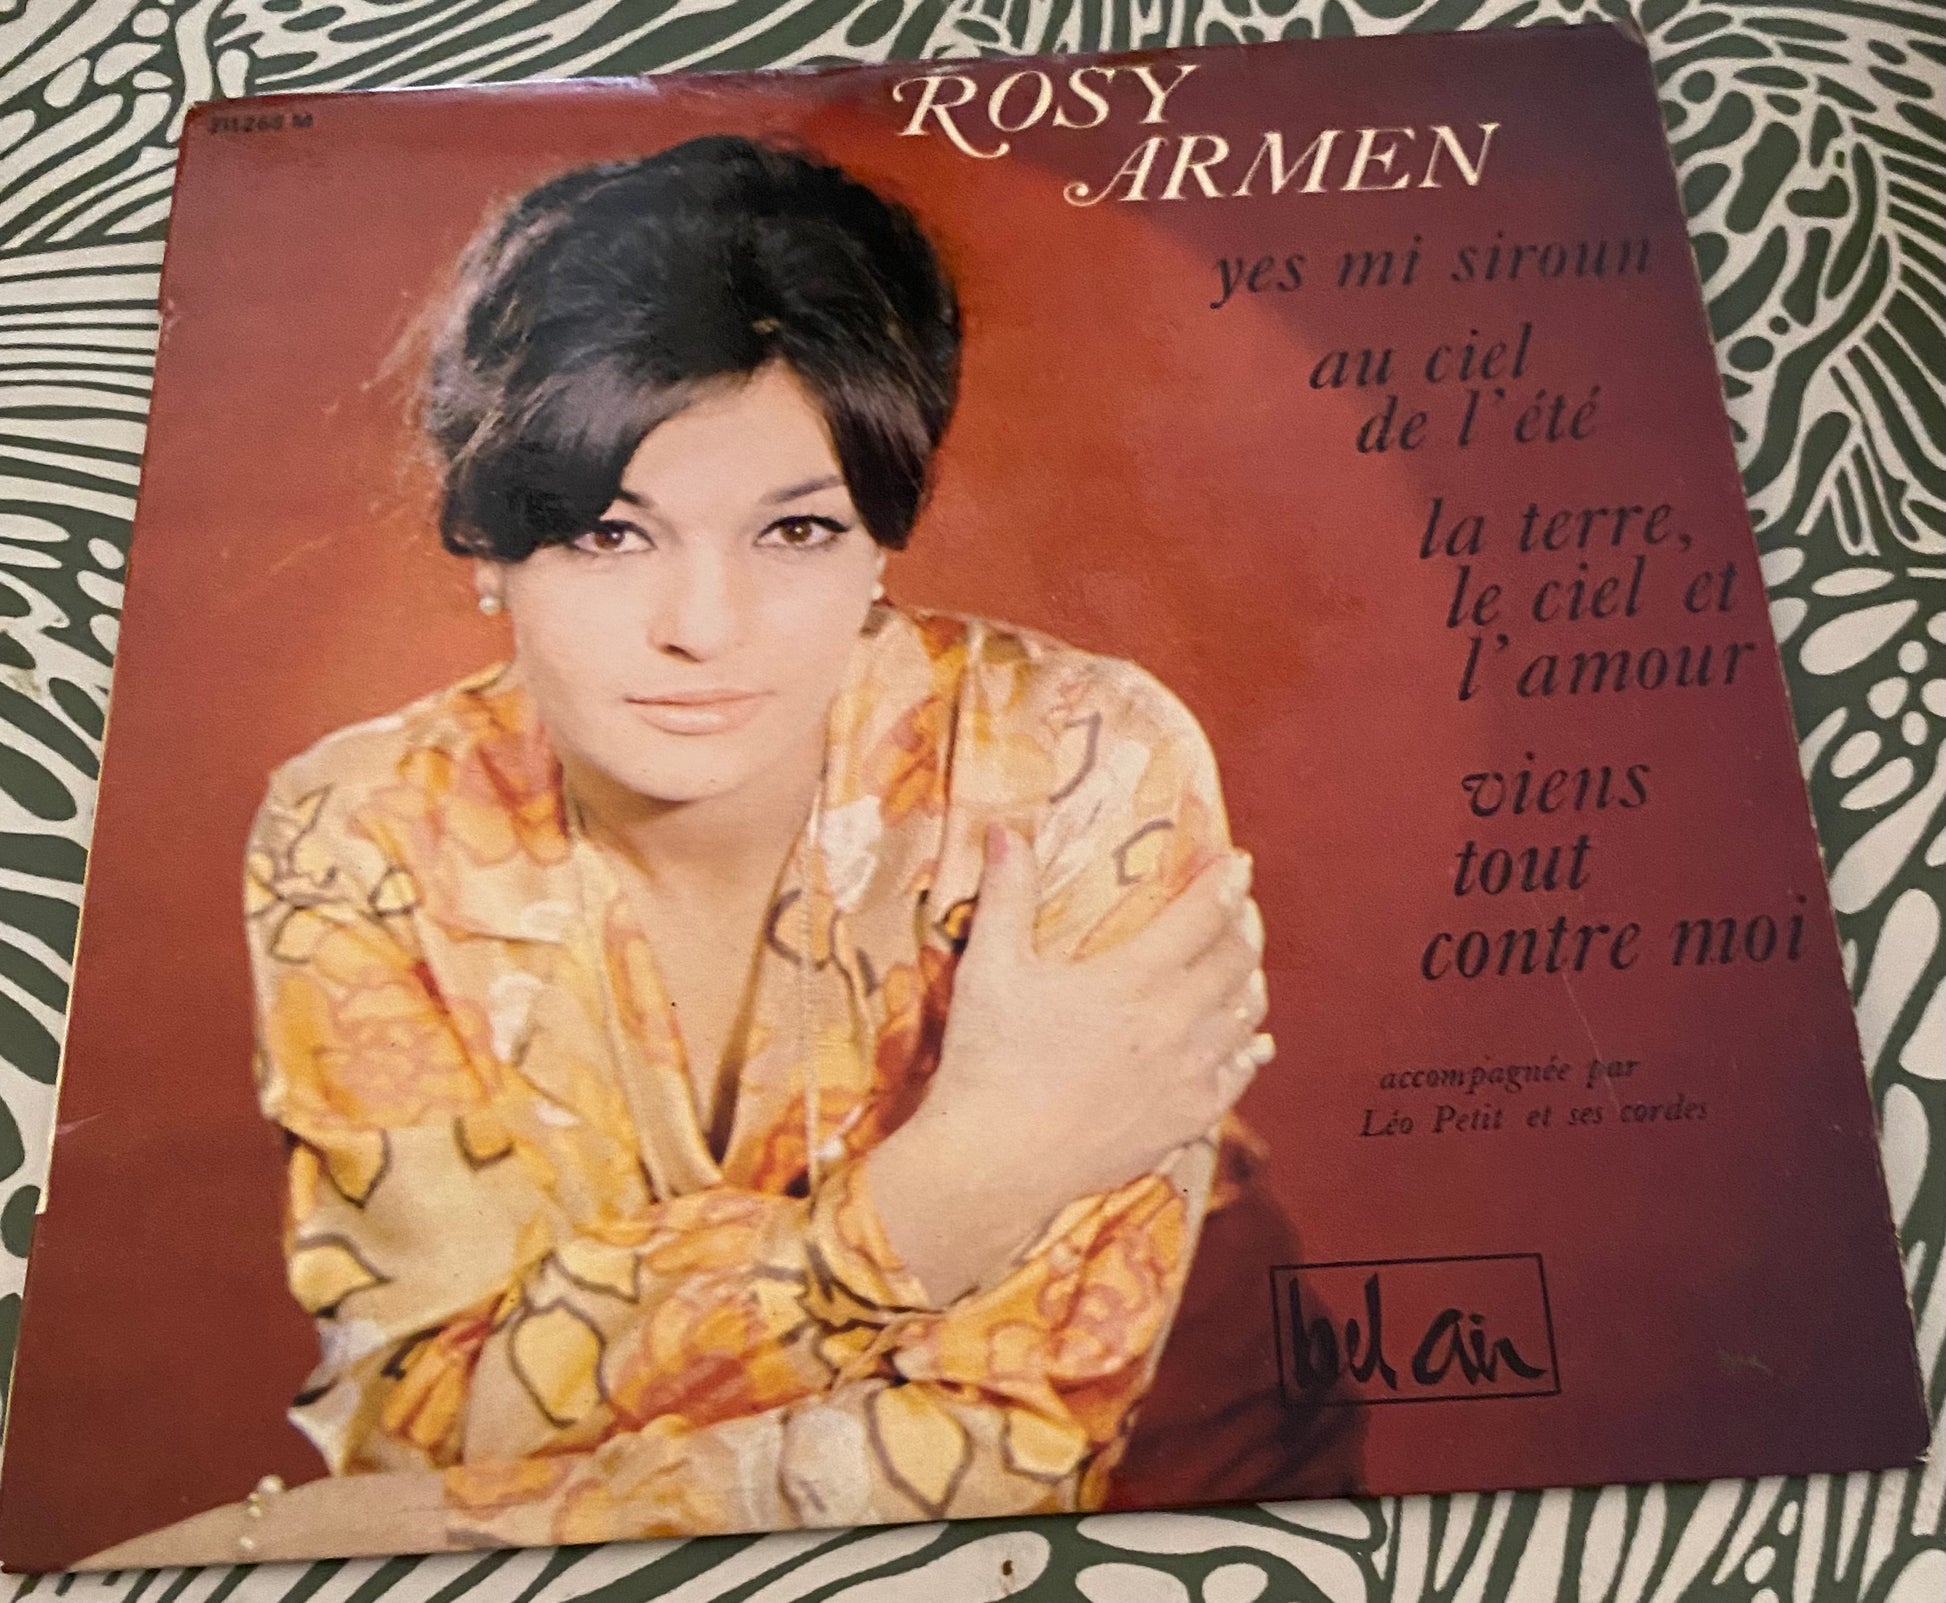 211268 M
ROSY
ARMEN
yes mi siroun
au ciel
de l'été
la terre,
le ciel et
l'amour
viens
tout
contre moi
accompagnée par
Léo Petit et ses cordes
bel air